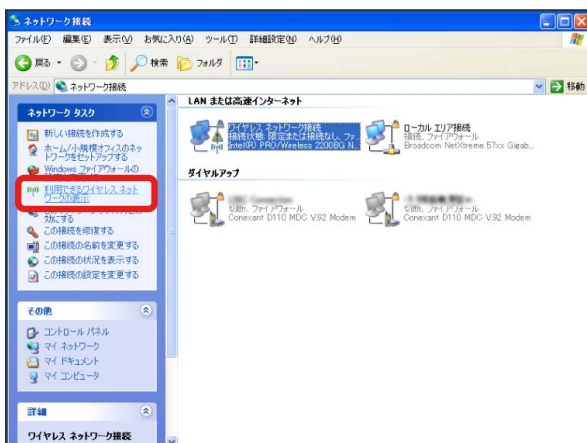 ネットワーク接続
ファイル(F) 編集(E) 表示(V) お気に入り(A) ツール(T) 詳細設定(N) ヘルプ(H)
戻る 検索 フォルダ
アドレス(D) ネットワーク接続 移動
ネットワーク タスク
新しい接続を作成する
ホーム/小規模オフィスのネッ
トワークをセットアップする
Windows ファイアウォールの
利用できるワイヤレス ネット
ワークの表示
効にする
この接続を修復する
この接続の名前を変更する
この接続の状況を表示する
この接続の設定を変更する
その他
コントロール パネル
マイ ネットワーク
マイ ドキュメント
マイ コンピュータ
詳細
ワイヤレス ネットワーク接続
LAN または高速インターネット
ワイヤレス ネットワーク接続
接続状態: 限定または接続なし, ファ...
Intel(R) PRO/Wireless 2200BG N...
ローカル エリア接続
接続, ファイアウォール
Broadcom NetXtreme 57xx Gigab...
ダイヤルアップ
切断, ファイアウォール
Conexant D110 MDC V.92 Modem
切断, ファイアウォール
Conexant D110 MDC V.92 Modem